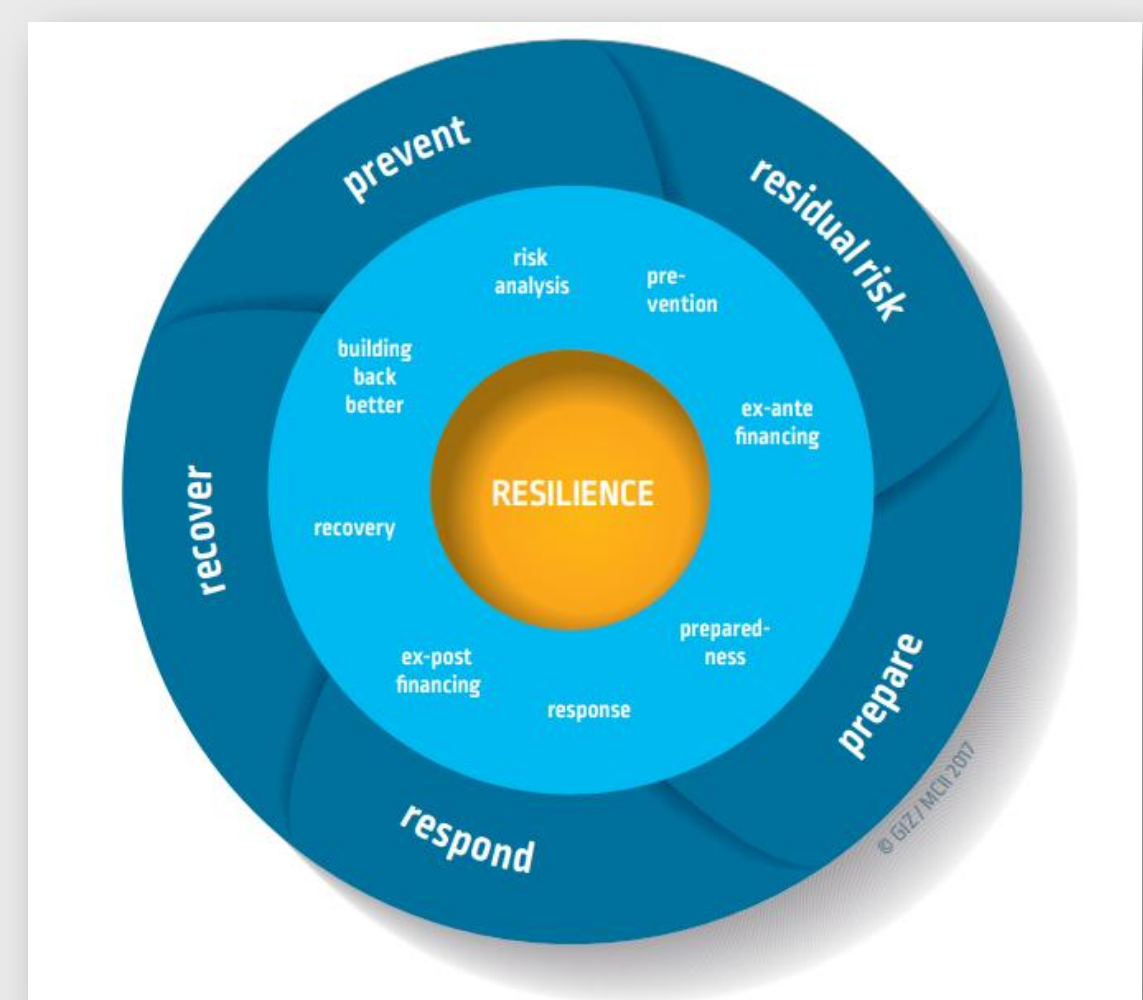 prevent
residual risk
risk
analysis
pre-
vention
building
back
better
ex-ante
financing
RESILIENCE
recover
recovery
prepared-
ness
prepare
ex-post
financing
response
respond
© GIZ / MCII 2017